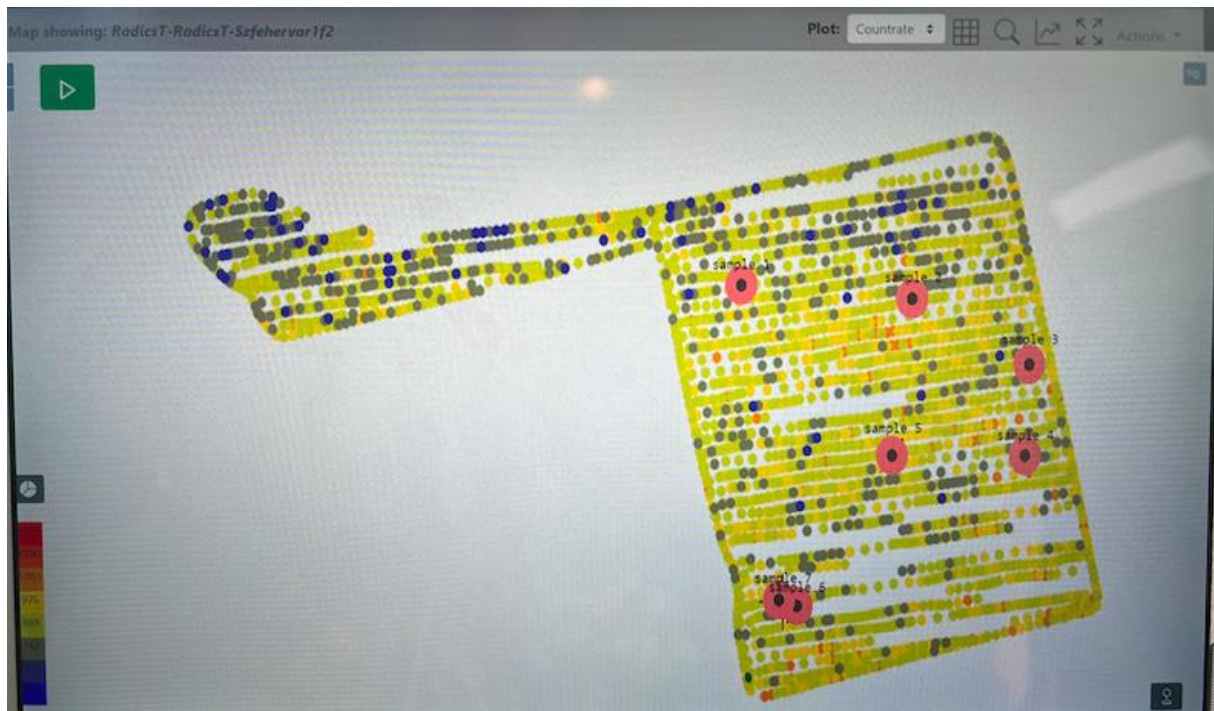 Map showing: RadicsT-RadicsT-Szfehervar1f2
Plot: Countrate
Actions
sample 1
sample 2
sample 3
sample 5
sample 4
sample 7
sample 6
976